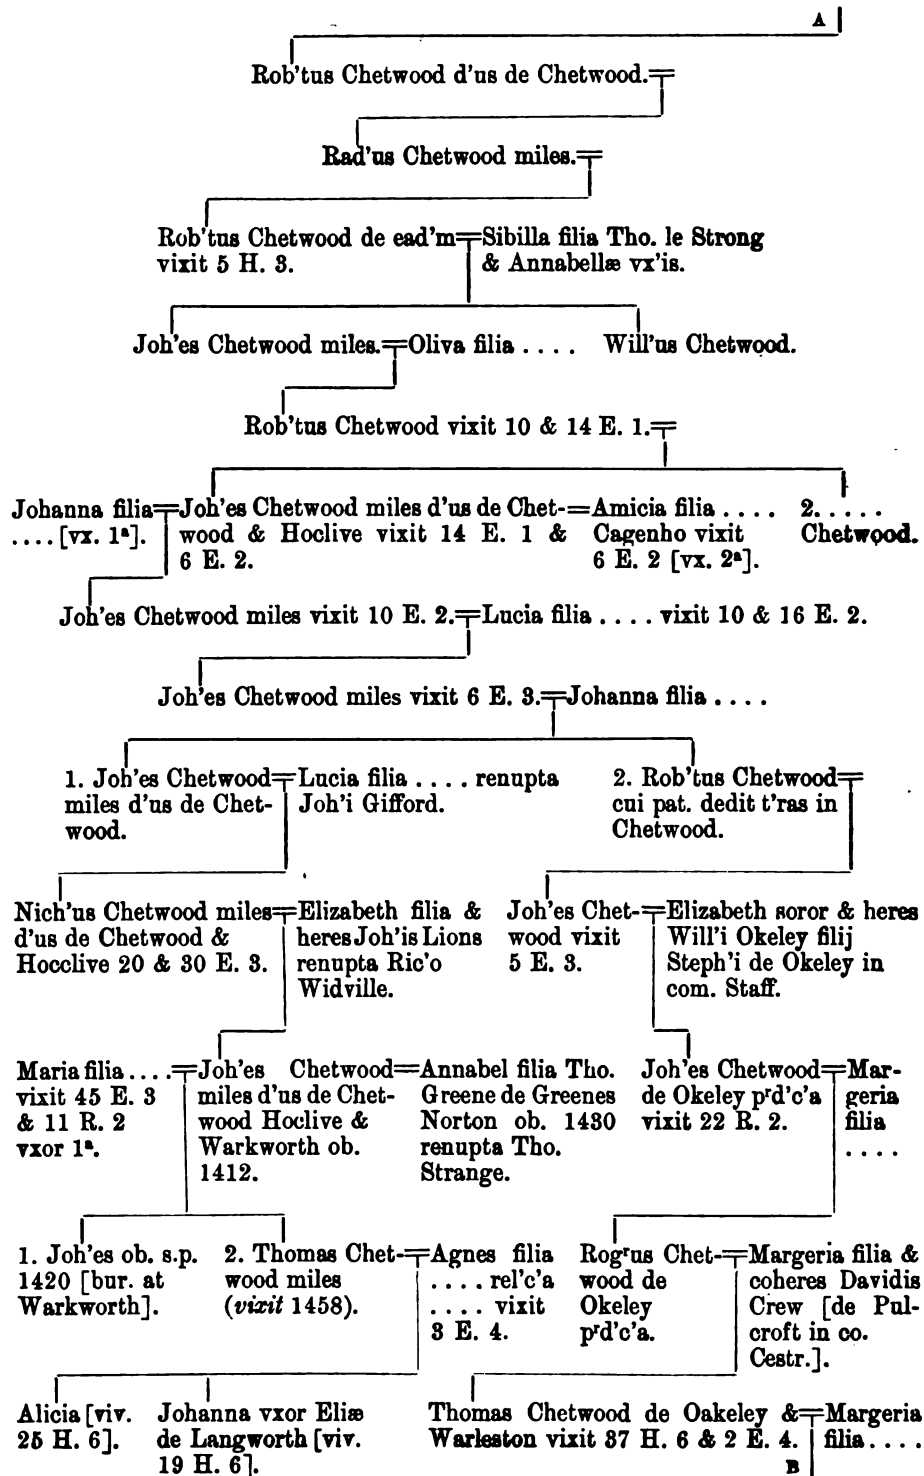 A
Rob'tus Chetwood d'us de Chetwood.
Rad'us Chetwood miles.
Rob'tus Chetwood de ead'm=Sibilla filia Tho. le Strong
vixit 5 H. 3. & Annabellæ vx'is.
Joh'es Chetwood miles.=Oliva filia .... Will'us Chetwood.
Rob'tus Chetwood vixit 10 & 14 E. 1.=
Johanna filia
.... [vx. 1ª].
Joh'es Chetwood miles d'us de Chet-
wood & Hoclive vixit 14 E. 1 &
6 E. 2.
Amicia filia ....
Cagenho vixit
6 E. 2 [vx. 2ª].
2.....
Chetwood.
Joh'es Chetwood miles vixit 10 E. 2.=Lucia filia .... vixit 10 & 16 E. 2.
Joh'es Chetwood miles vixit 6 E. 3.=Johanna filia ....
1. Joh'es Chetwood
miles d'us de Chet-
wood.
Lucia filia .... renupta
Joh'i Gifford.
2. Rob'tus Chetwood=
cui pat. dedit t'ras in
Chetwood.
Nich'us Chetwood miles
d'us de Chetwood &
Hocclive 20 & 30 E. 3.
Elizabeth filia &
heres Joh'is Lions
renupta Ric'o
Widville.
Joh'es Chet-
wood vixit
5 E. 3.
Elizabeth soror & heres
Will'i Okeley filij
Steph'i de Okeley in
com. Staff.
Maria filia ....
vixit 45 E. 3
& 11 R. 2
vxor 1ª.
Joh'es Chetwood
miles d'us de Chet-
wood Hoclive &
Warkworth ob.
1412.
Annabel filia Tho.
Greene de Greenes
Norton ob. 1430
renupta Tho.
Strange.
Joh'es Chetwood
de Okeley pʳd'c'a
vixit 22 R. 2.
Mar-
geria
filia
....
1. Joh'es ob. s.p.
1420 [bur. at
Warkworth].
2. Thomas Chet-
wood miles
(vixit 1458).
Agnes filia
.... rel'c'a
.... vixit
3 E. 4.
Rogʳus Chet-
wood de
Okeley
pʳd'c'a.
Margeria filia &
coheres Davidis
Crew [de Pul-
croft in co.
Cestr.].
Alicia [viv.
25 H. 6].
Johanna vxor Eliæ
de Langworth [viv.
19 H. 6].
Thomas Chetwood de Oakeley &
Warleston vixit 37 H. 6 & 2 E. 4.
B
Margeria
filia....